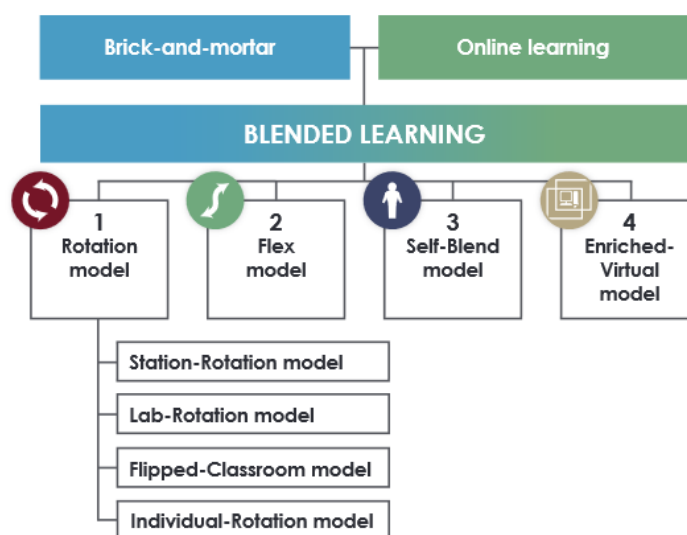 Brick-and-mortar
Online learning
BLENDED LEARNING
1
Rotation
model
2
Flex
model
3
Self-Blend
model
4
Enriched-
Virtual
model
Station-Rotation model
Lab-Rotation model
Flipped-Classroom model
Individual-Rotation model